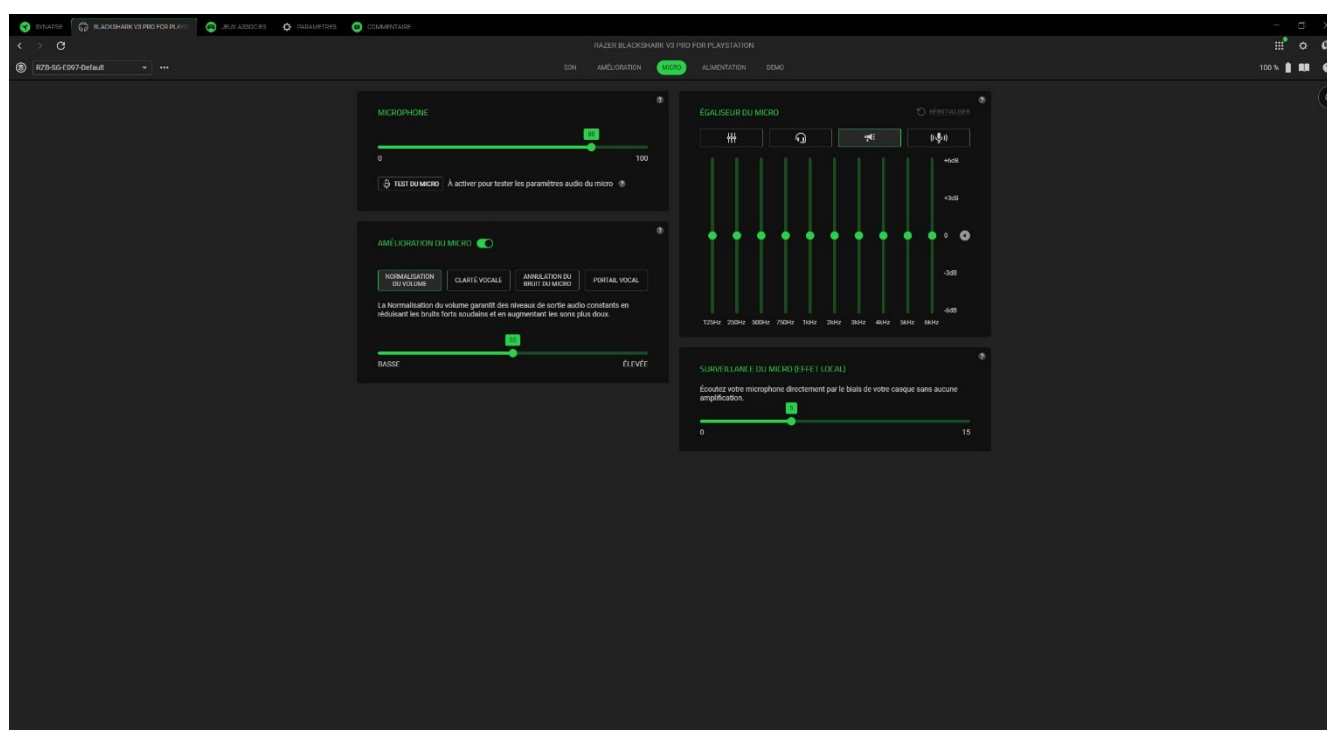 SYNAPSE
BLACKSHARK V3 PRO FOR PLAYS
JEUX ASSOCIÉS
PARAMÈTRES
COMMENTAIRE
RAZER BLACKSHARK V3 PRO FOR PLAYSTATION
RZB-SG-E097-Default
SON
AMÉLIORATION
MICRO
ALIMENTATION
DEMO
100 %
MICROPHONE
0
100
TEST DU MICRO
À activer pour tester les paramètres audio du micro
AMÉLIORATION DU MICRO
NORMALISATION
DU VOLUME
CLARTÉ VOCALE
ANNULATION DU
BRUIT DU MICRO
PORTAIL VOCAL
La Normalisation du volume garantit des niveaux de sortie audio constants en
réduisant les bruits forts soudains et en augmentant les sons plus doux.
BASSE
ÉLEVÉE
ÉGALISEUR DU MICRO
RÉINITIALISER
+6dB
+3dB
0
-3dB
-6dB
125Hz 250Hz 500Hz 750Hz 1kHz 2kHz 3kHz 4kHz 5kHz 6kHz
SURVEILLANCE DU MICRO (EFFET LOCAL)
Écoutez votre microphone directement par le biais de votre casque sans aucune
amplification.
5
0
15